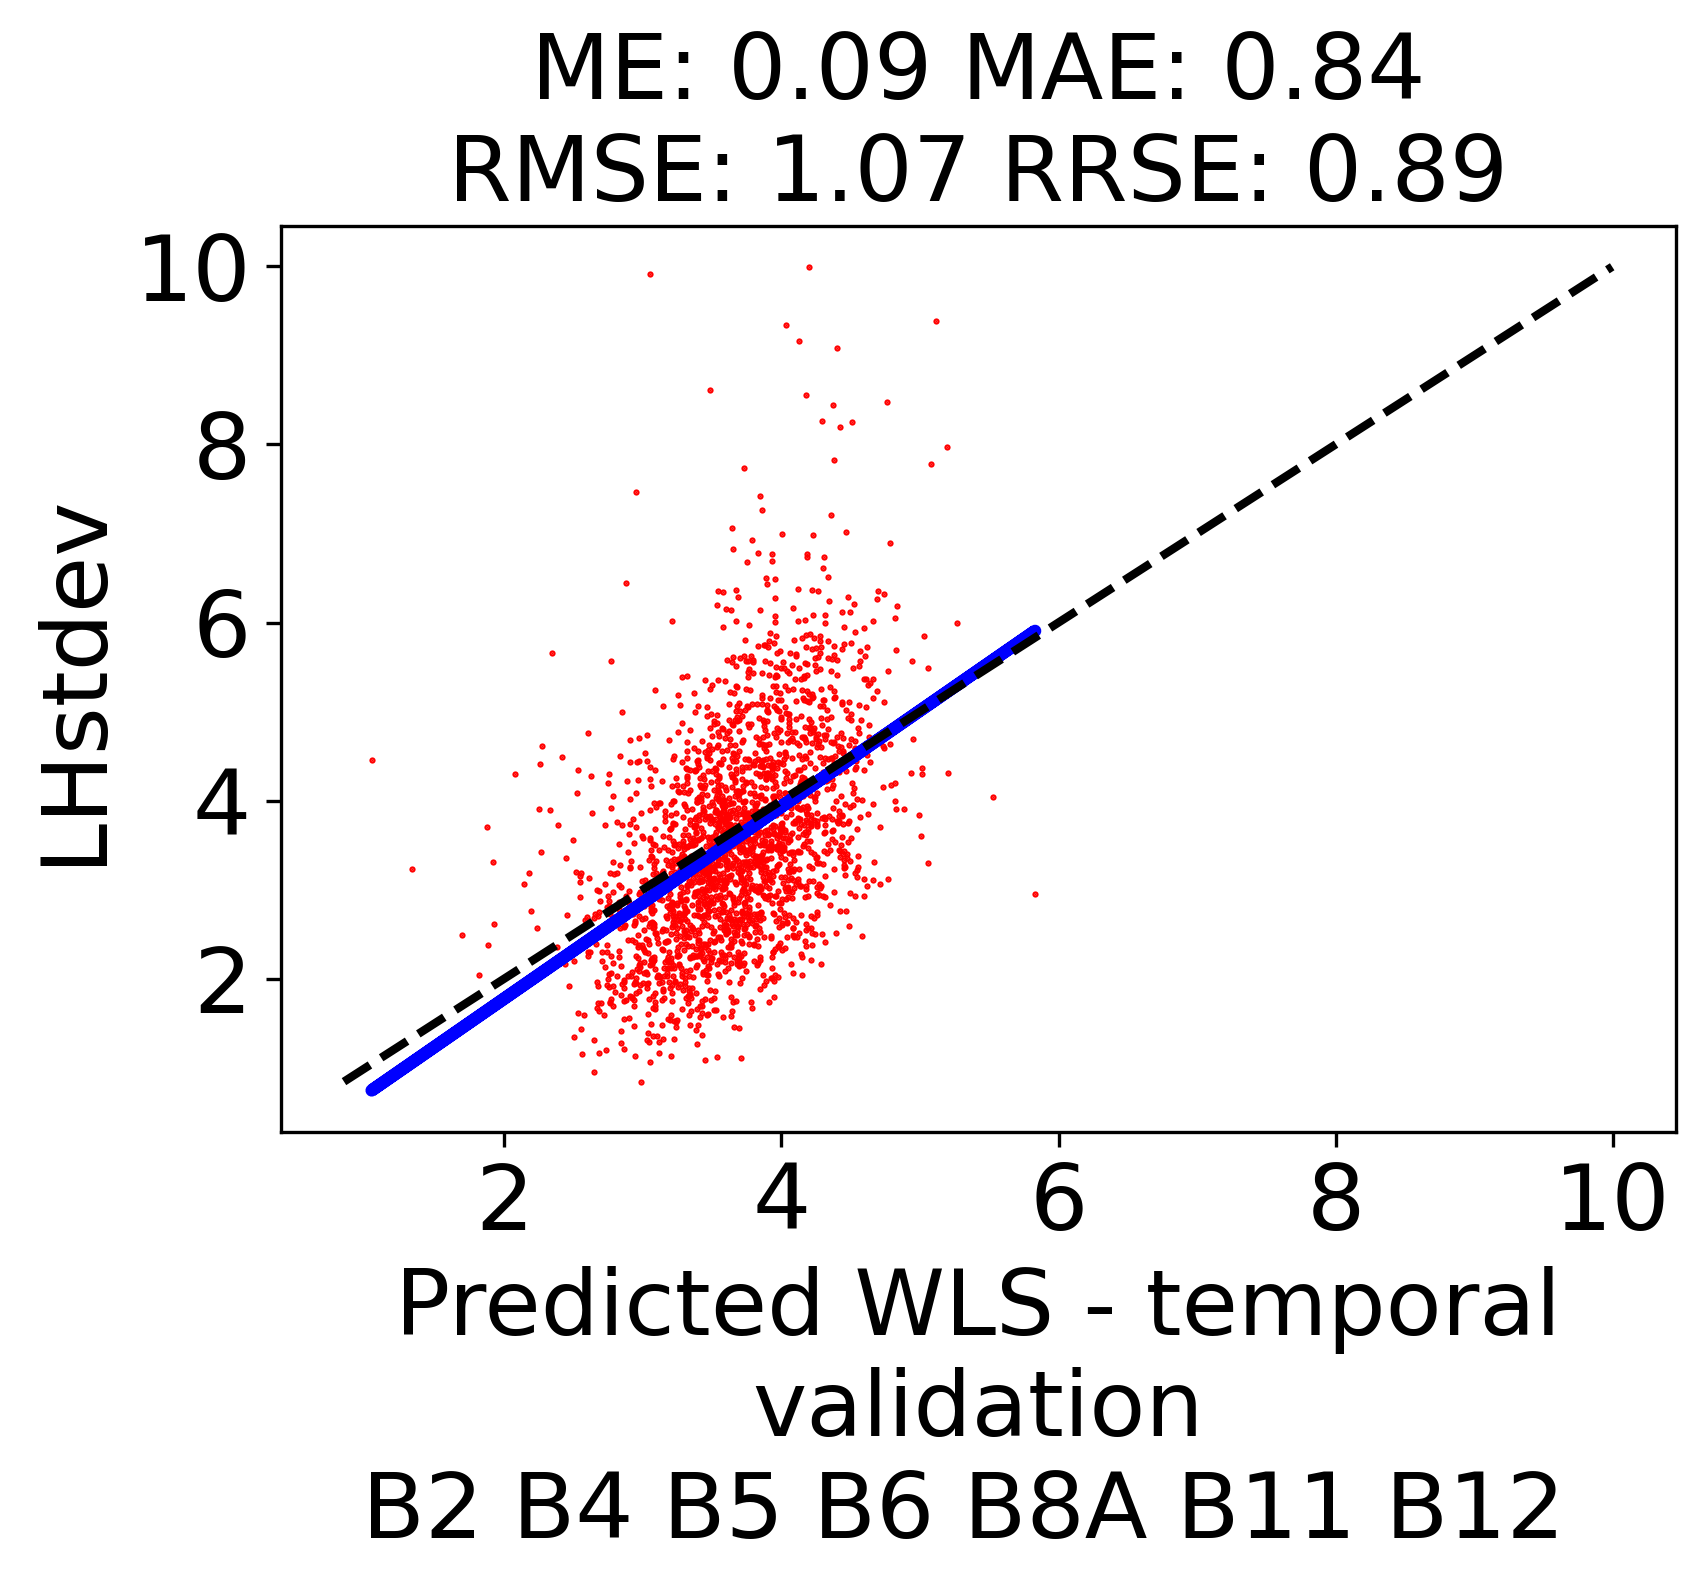 ME: 0.09 MAE: 0.84
RMSE: 1.07 RRSE: 0.89
10
8
6
4
2
LHstdev
2 4 6 8 10
Predicted WLS - temporal
validation
B2 B4 B5 B6 B8A B11 B12